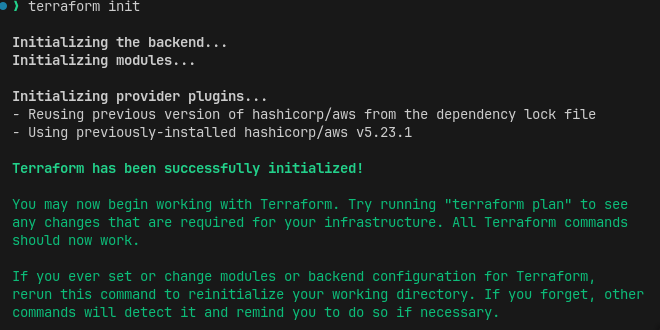 ❯ terraform init
Initializing the backend...
Initializing modules...
Initializing provider plugins...
- Reusing previous version of hashicorp/aws from the dependency lock file
- Using previously-installed hashicorp/aws v5.23.1
Terraform has been successfully initialized!
You may now begin working with Terraform. Try running "terraform plan" to see
any changes that are required for your infrastructure. All Terraform commands
should now work.
If you ever set or change modules or backend configuration for Terraform,
rerun this command to reinitialize your working directory. If you forget, other
commands will detect it and remind you to do so if necessary.